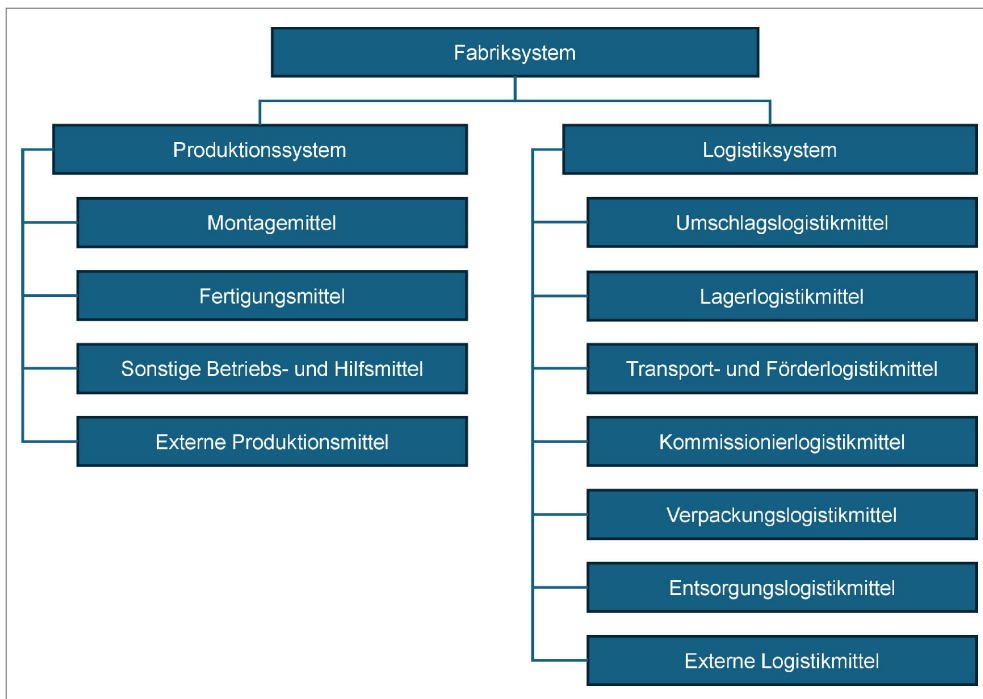 Fabriksystem
Produktionssystem
Montagemittel
Fertigungsmittel
Sonstige Betriebs- und Hilfsmittel
Externe Produktionsmittel
Logistiksystem
Umschlagslogistikmittel
Lagerlogistikmittel
Transport- und Förderlogistikmittel
Kommissionierlogistikmittel
Verpackungslogistikmittel
Entsorgungslogistikmittel
Externe Logistikmittel